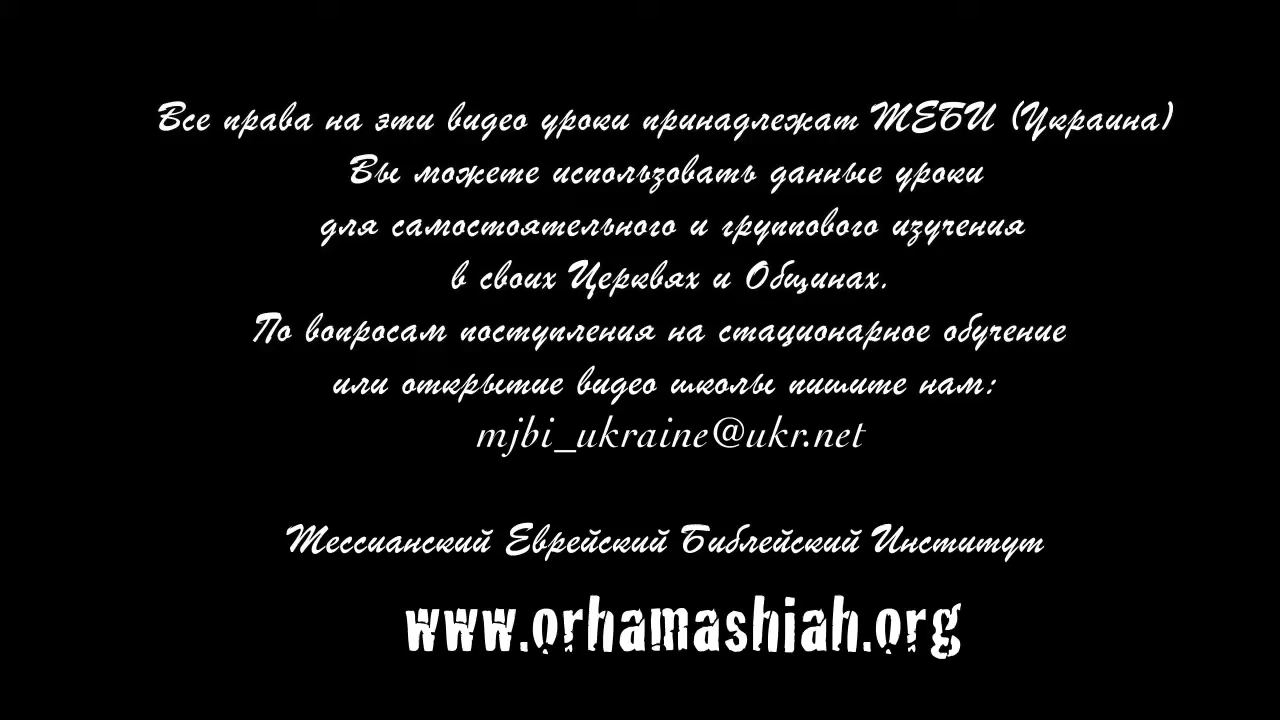 Все права на эти видео уроки принадлежат МЕБИ (Украина)
Вы можете использовать данные уроки
для самостоятельного и группового изучения
в своих Церквях и Общинах.
По вопросам поступления на стационарное обучение
или открытие видео школы пишите нам:
mjbi_ukraine@ukr.net
Мессианский Еврейский Библейский Институт
www.orhamashiah.org